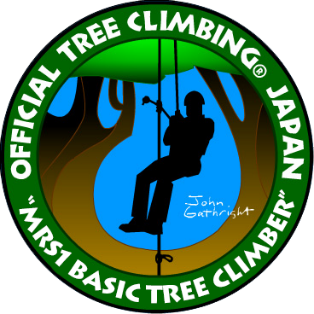 OFFICIAL TREE CLIMBING® JAPAN
John
Gathright
"MRS1 BASIC TREE CLIMBER"